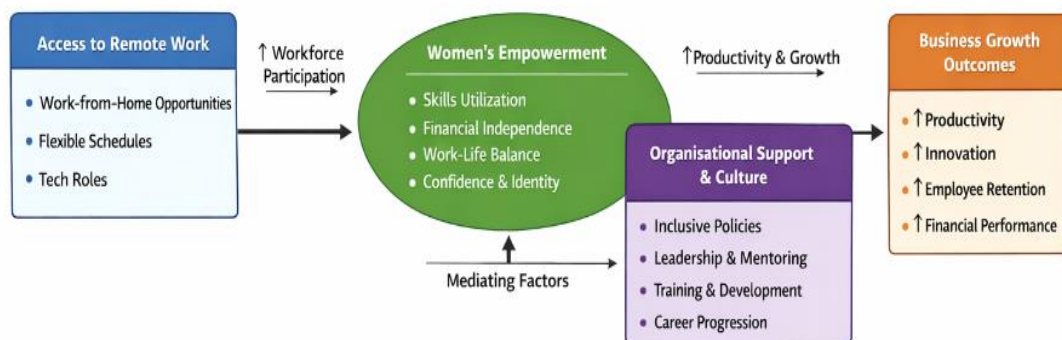 Access to Remote Work
• Work-from-Home Opportunities
• Flexible Schedules
• Tech Roles
↑ Workforce
Participation
Women's Empowerment
• Skills Utilization
• Financial Independence
• Work-Life Balance
• Confidence & Identity
↑Productivity & Growth
Mediating Factors
Organisational Support
& Culture
• Inclusive Policies
• Leadership & Mentoring
• Training & Development
• Career Progression
Business Growth
Outcomes
• ↑Productivity
• ↑Innovation
• ↑Employee Retention
• ↑Financial Performance